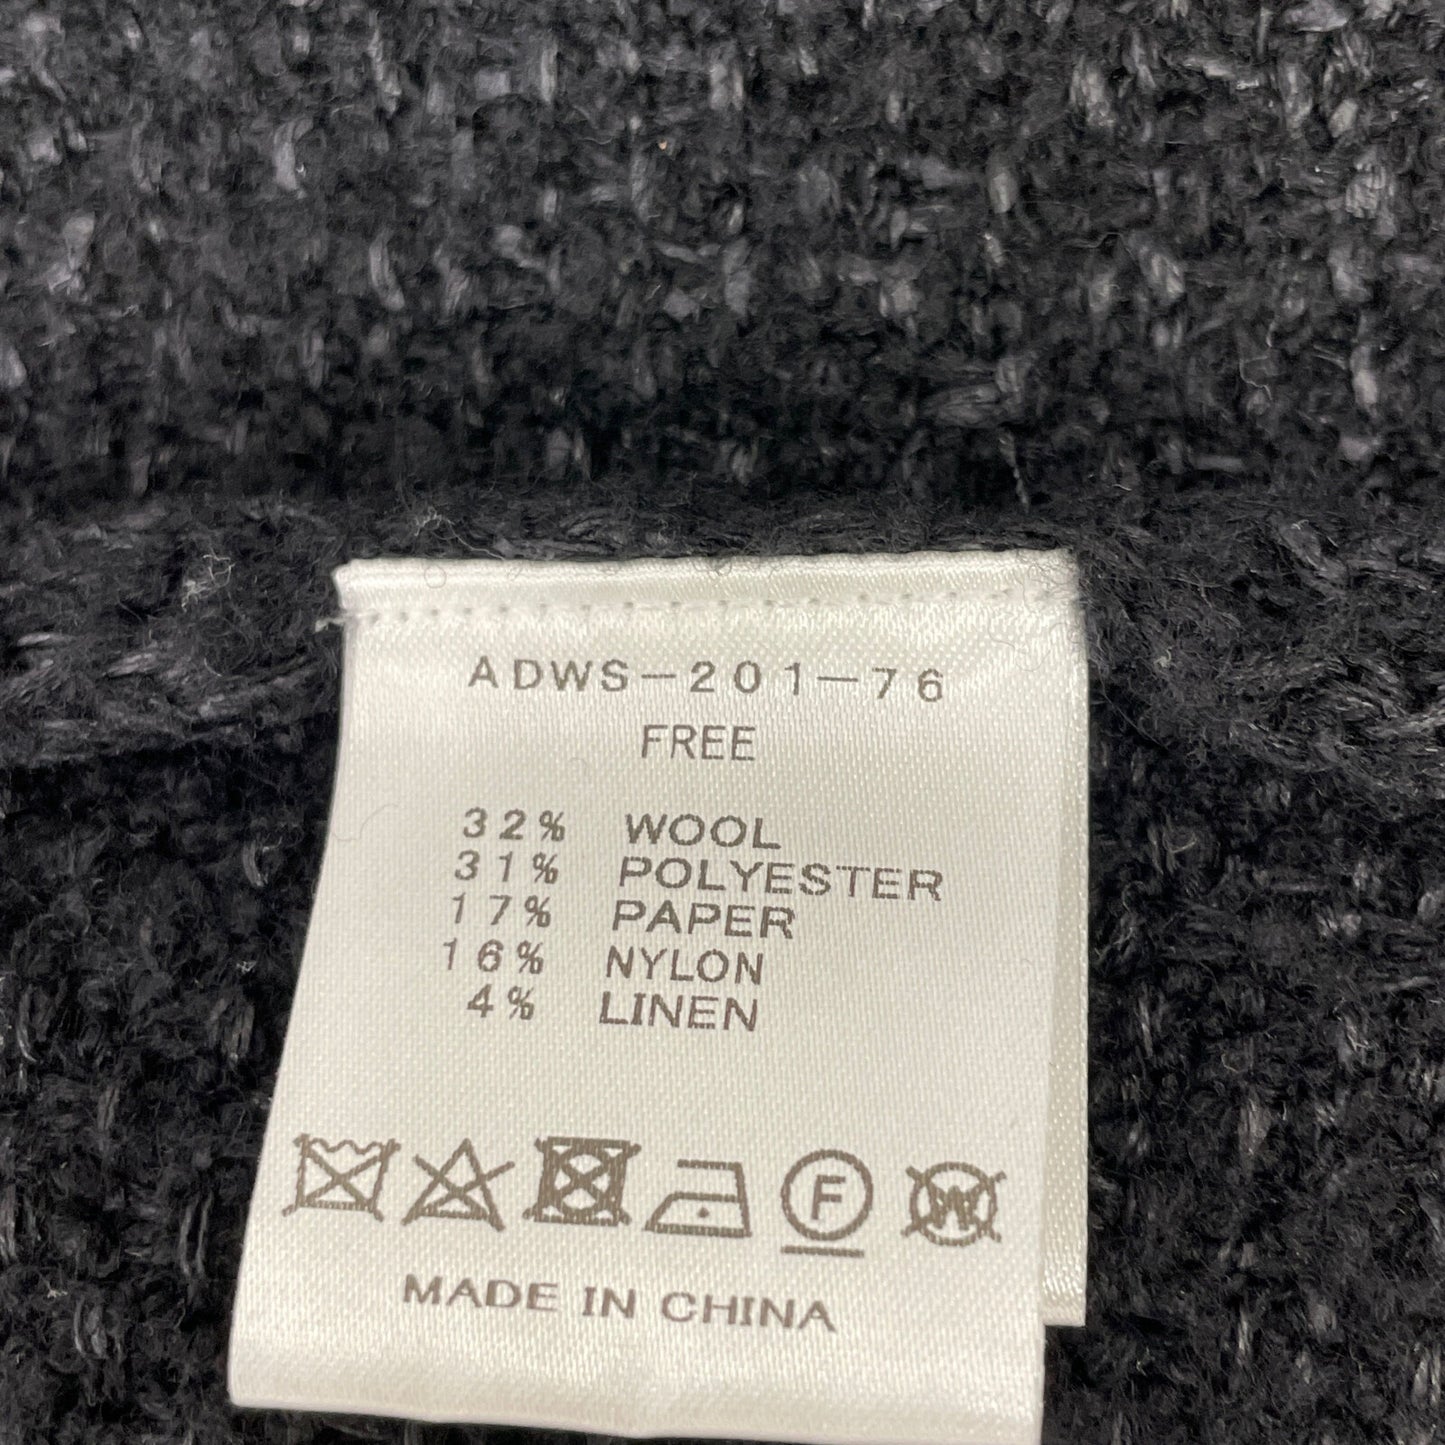 ADWS-201-76
FREE
32% WOOL
31% POLYESTER
17% PAPER
16% NYLON
4% LINEN
F W
MADE IN CHINA